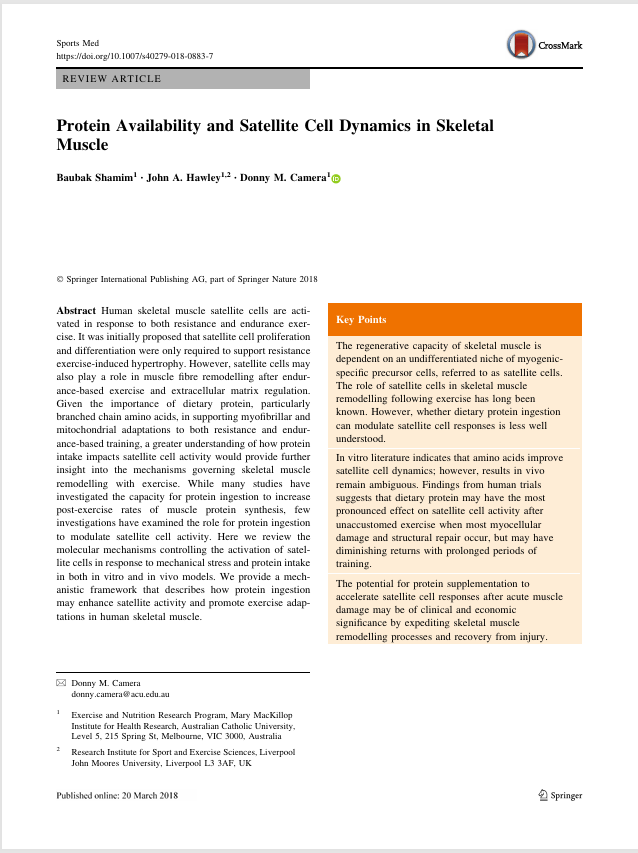 Sports Med
https://doi.org/10.1007/s40279-018-0883-7
CrossMark
REVIEW ARTICLE
Protein Availability and Satellite Cell Dynamics in Skeletal
Muscle
Baubak Shamim1 · John A. Hawley1,2 · Donny M. Camera1 iD
© Springer International Publishing AG, part of Springer Nature 2018
Abstract Human skeletal muscle satellite cells are acti-
vated in response to both resistance and endurance exer-
cise. It was initially proposed that satellite cell proliferation
and differentiation were only required to support resistance
exercise-induced hypertrophy. However, satellite cells may
also play a role in muscle fibre remodelling after endur-
ance-based exercise and extracellular matrix regulation.
Given the importance of dietary protein, particularly
branched chain amino acids, in supporting myofibrillar and
mitochondrial adaptations to both resistance and endur-
ance-based training, a greater understanding of how protein
intake impacts satellite cell activity would provide further
insight into the mechanisms governing skeletal muscle
remodelling with exercise. While many studies have
investigated the capacity for protein ingestion to increase
post-exercise rates of muscle protein synthesis, few
investigations have examined the role for protein ingestion
to modulate satellite cell activity. Here we review the
molecular mechanisms controlling the activation of satel-
lite cells in response to mechanical stress and protein intake
in both in vitro and in vivo models. We provide a mech-
anistic framework that describes how protein ingestion
may enhance satellite activity and promote exercise adap-
tations in human skeletal muscle.
Key Points
The regenerative capacity of skeletal muscle is
dependent on an undifferentiated niche of myogenic-
specific precursor cells, referred to as satellite cells.
The role of satellite cells in skeletal muscle
remodelling following exercise has long been
known. However, whether dietary protein ingestion
can modulate satellite cell responses is less well
understood.
In vitro literature indicates that amino acids improve
satellite cell dynamics; however, results in vivo
remain ambiguous. Findings from human trials
suggests that dietary protein may have the most
pronounced effect on satellite cell activity after
unaccustomed exercise when most myocellular
damage and structural repair occur, but may have
diminishing returns with prolonged periods of
training.
The potential for protein supplementation to
accelerate satellite cell responses after acute muscle
damage may be of clinical and economic
significance by expediting skeletal muscle
remodelling processes and recovery from injury.
Donny M. Camera
donny.camera@acu.edu.au
1 Exercise and Nutrition Research Program, Mary MacKillop
Institute for Health Research, Australian Catholic University,
Level 5, 215 Spring St, Melbourne, VIC 3000, Australia
2 Research Institute for Sport and Exercise Sciences, Liverpool
John Moores University, Liverpool L3 3AF, UK
Published online: 20 March 2018
Springer